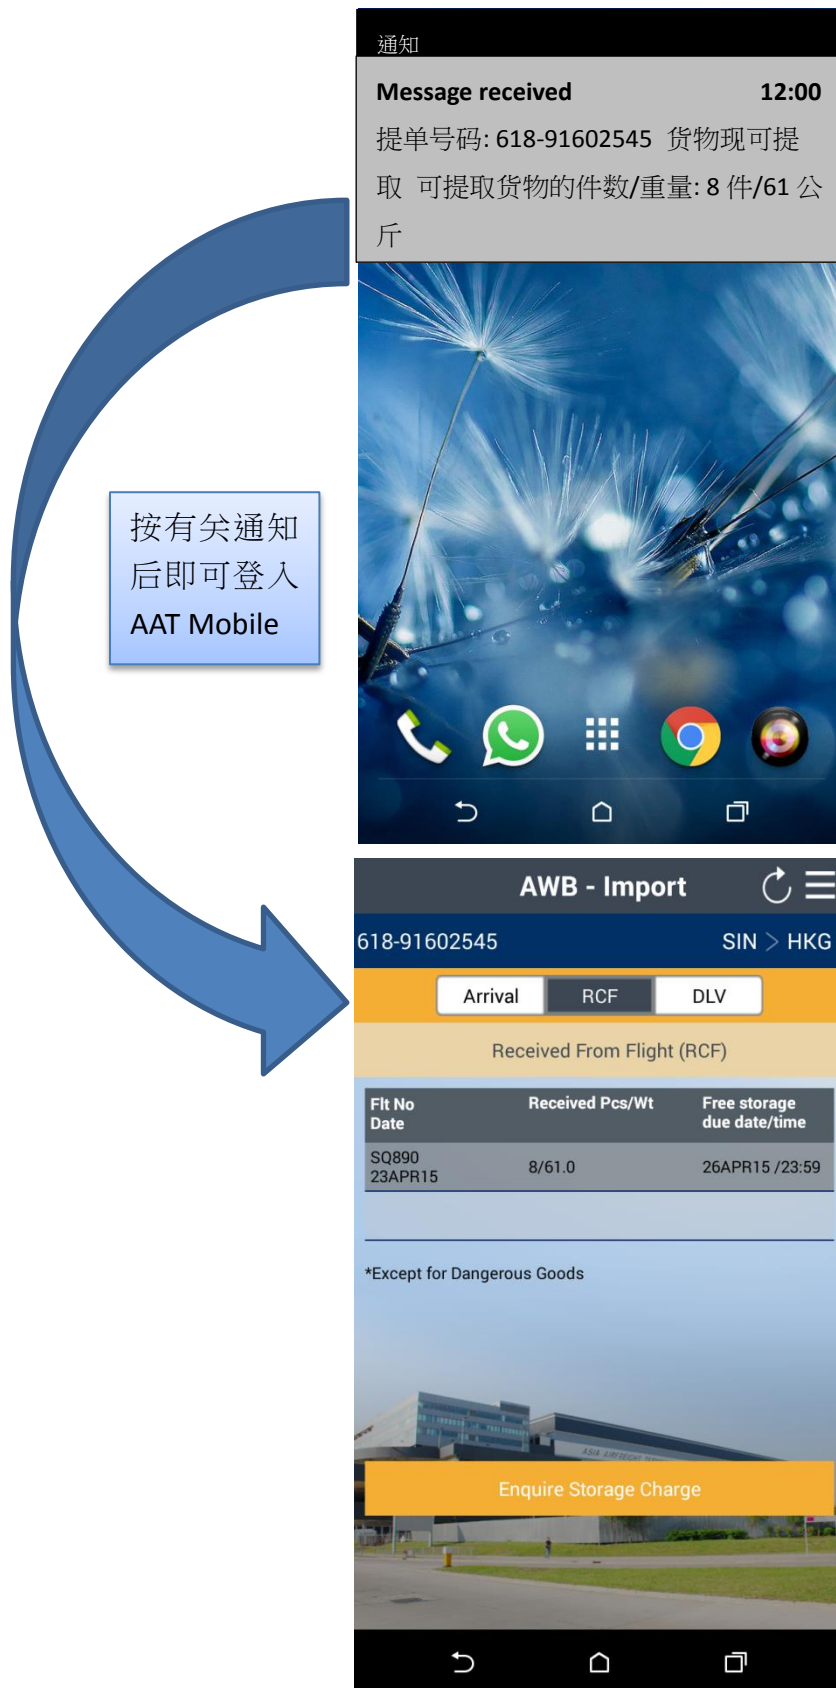 通知
Message received 12:00
提单号码: 618-91602545 货物现可提
取 可提取货物的件数/重量: 8 件/61 公
斤
按有关通知
后即可登入
AAT Mobile
AWB - Import
618-91602545 SIN > HKG
Arrival RCF DLV
Received From Flight (RCF)
Flt No Received Pcs/Wt Free storage
Date due date/time
SQ890
23APR15 8/61.0 26APR15 /23:59
*Except for Dangerous Goods
ASIA AIRFREIGHT TERMINAL
Enquire Storage Charge